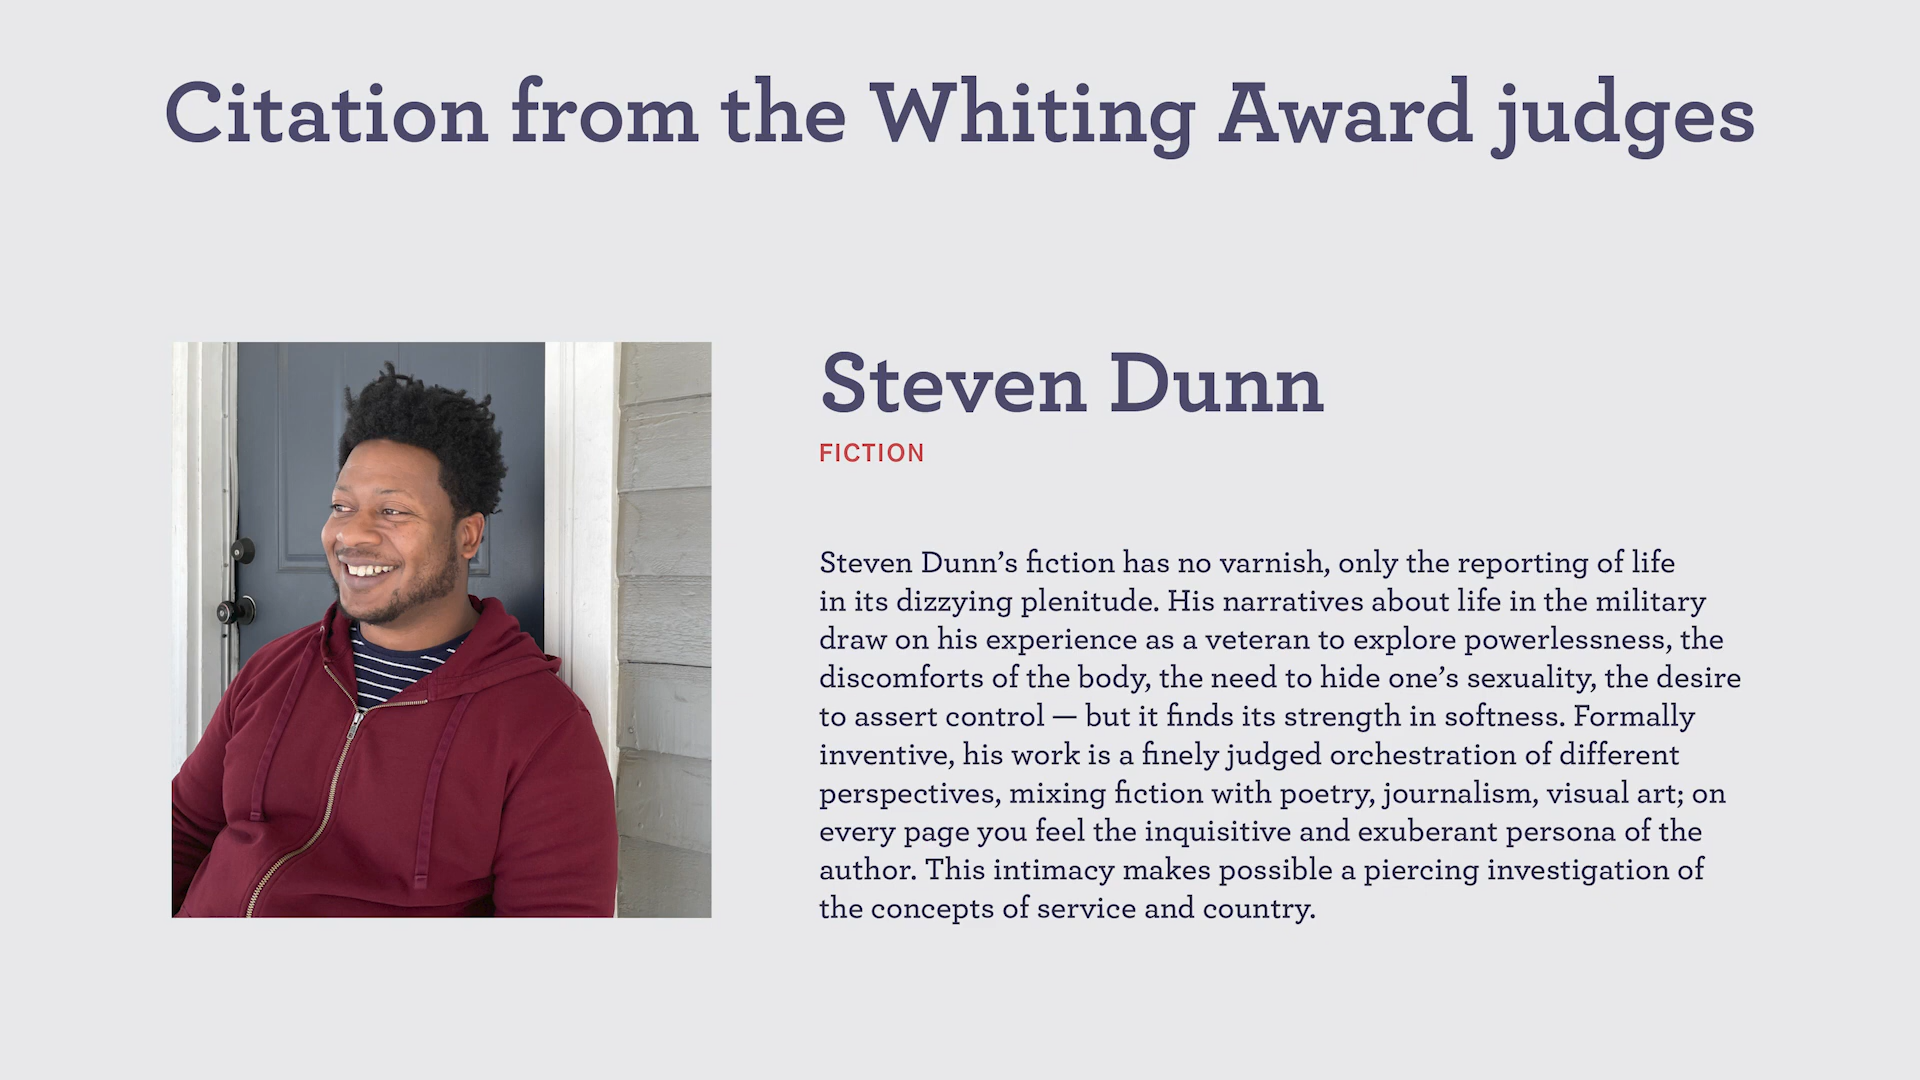 Citation from the Whiting Award judges
Steven Dunn
FICTION
Steven Dunn’s fiction has no varnish, only the reporting of life
in its dizzying plenitude. His narratives about life in the military
draw on his experience as a veteran to explore powerlessness, the
discomforts of the body, the need to hide one’s sexuality, the desire
to assert control — but it finds its strength in softness. Formally
inventive, his work is a finely judged orchestration of different
perspectives, mixing fiction with poetry, journalism, visual art; on
every page you feel the inquisitive and exuberant persona of the
author. This intimacy makes possible a piercing investigation of
the concepts of service and country.